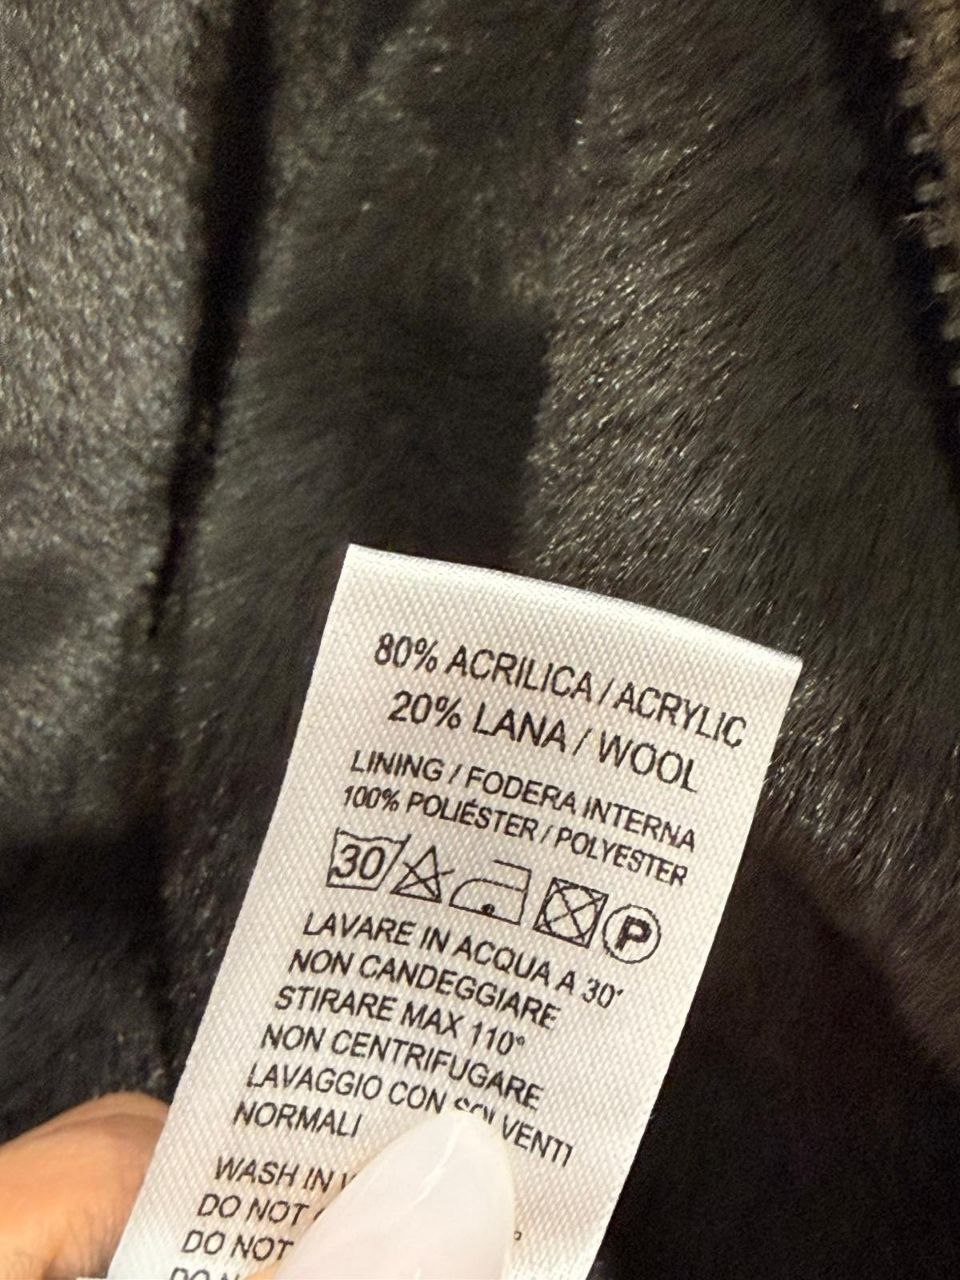 80% ACRILICA / ACRYLIC
20% LANA / WOOL
LINING / FODERA INTERNA
100% POLIÉSTER / POLYESTER
30 P
LAVARE IN ACQUA A 30°
NON CANDEGGIARE
STIRARE MAX 110°
NON CENTRIFUGARE
LAVAGGIO CON SOLVENTI
NORMALI
WASH IN
DO NOT
DO NOT